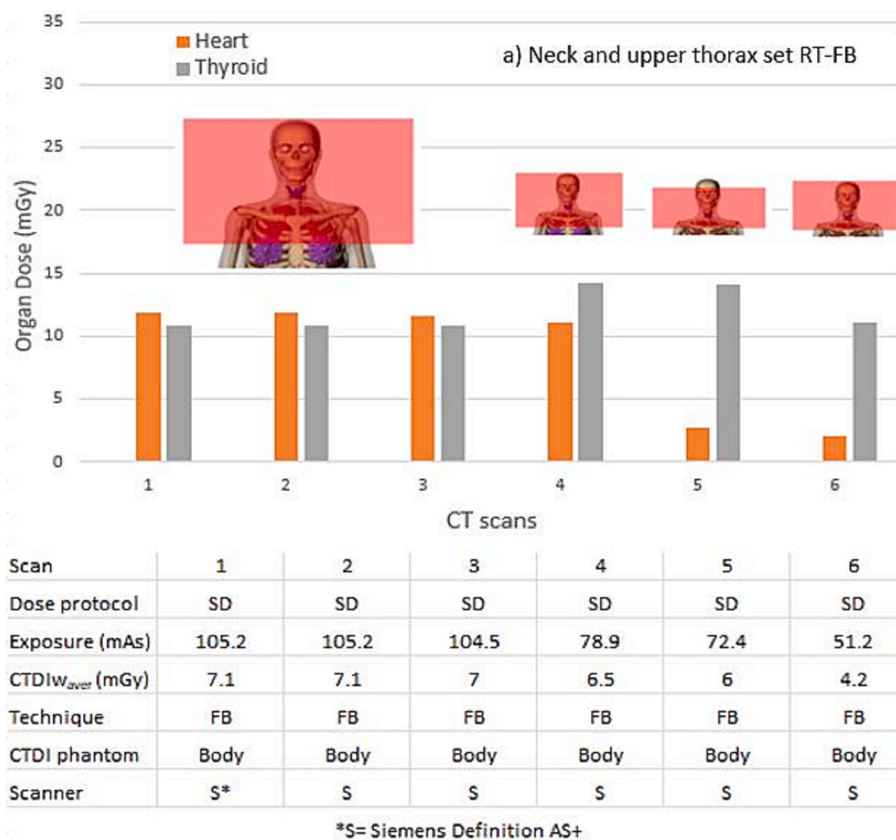 35
Heart
Thyroid
a) Neck and upper thorax set RT-FB
30
25
20
15
10
5
0
Organ Dose (mGy)
1 2 3 4 5 6
CT scans
Scan 1 2 3 4 5 6
Dose protocol SD SD SD SD SD SD
Exposure (mAs) 105.2 105.2 104.5 78.9 72.4 51.2
CTDIwaver (mGy) 7.1 7.1 7 6.5 6 4.2
Technique FB FB FB FB FB FB
CTDI phantom Body Body Body Body Body Body
Scanner S* S S S S S
*S= Siemens Definition AS+